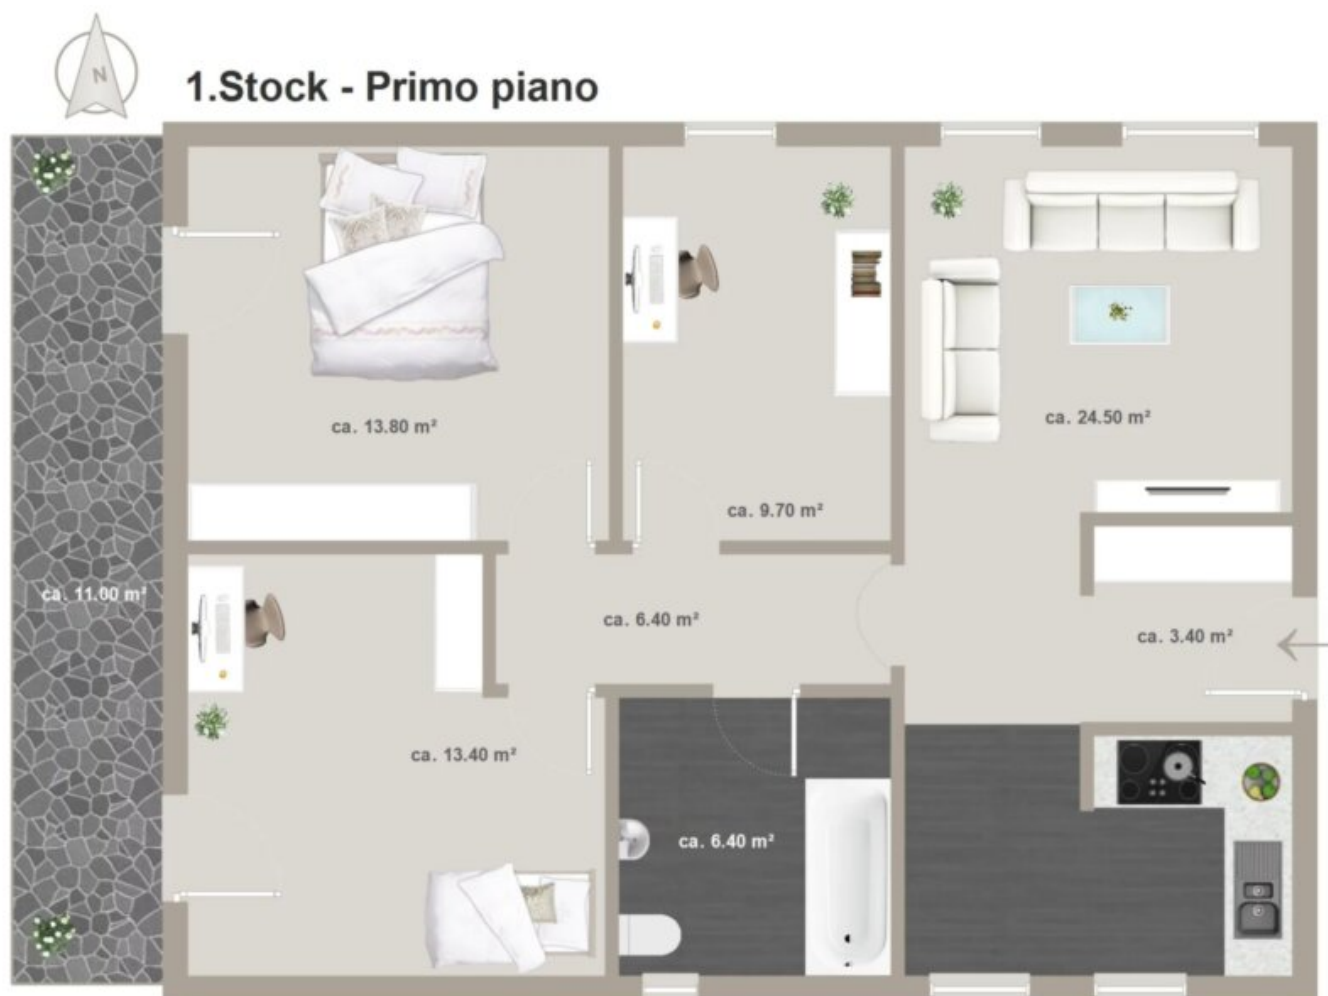 N
1.Stock - Primo piano
ca. 13.80 m²
ca. 9.70 m²
ca. 24.50 m²
ca. 11.00 m²
ca. 6.40 m²
ca. 3.40 m²
ca. 13.40 m²
ca. 6.40 m²